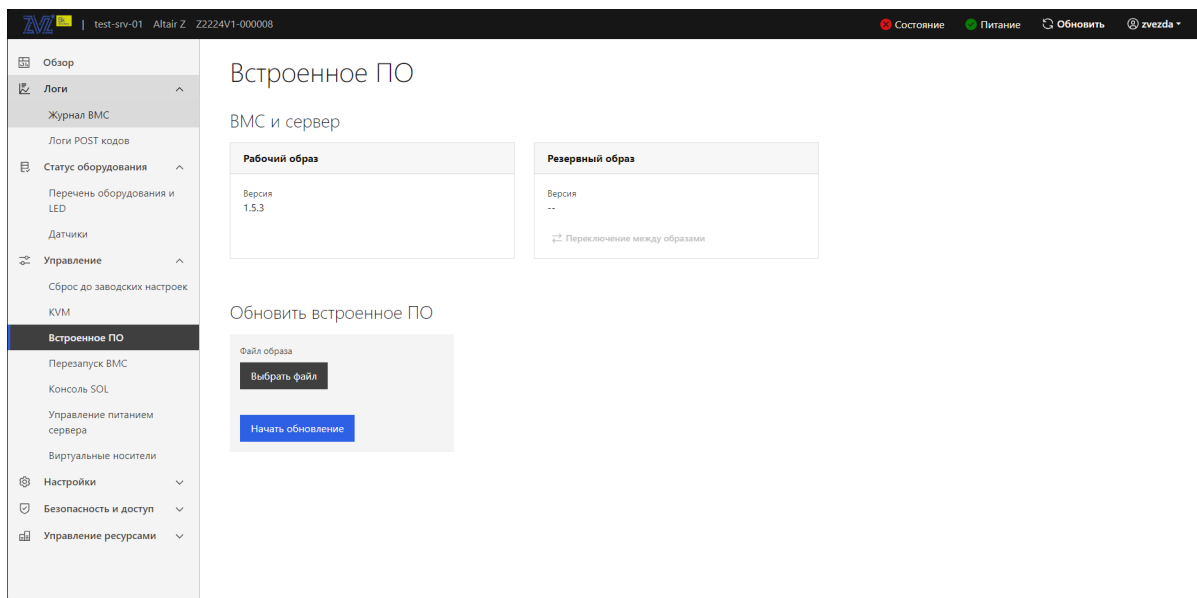 ZVZ
| test-srv-01 Altair Z Z2224V1-000008
Состояние
Питание
Обновить
zvezda
Обзор
Логи
Журнал BMC
Логи POST кодов
Статус оборудования
Перечень оборудования и
LED
Датчики
Управление
Сброс до заводских настроек
KVM
Встроенное ПО
Перезапуск BMC
Консоль SOL
Управление питанием
сервера
Виртуальные носители
Настройки
Безопасность и доступ
Управление ресурсами
Встроенное ПО
BMC и сервер
Рабочий образ
Версия
1.5.3
Резервный образ
Версия
--
Переключение между образами
Обновить встроенное ПО
Файл образа
Выбрать файл
Начать обновление